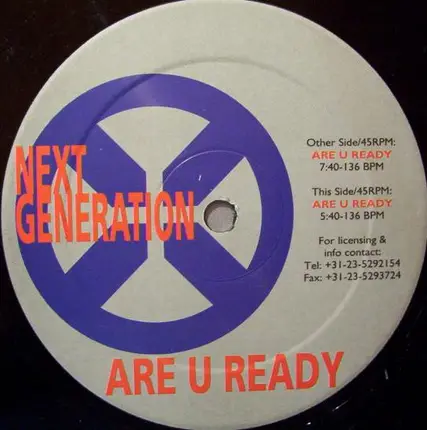 NEXT
GENERATION
Other Side/45RPM:
ARE U READY
7:40-136 BPM
This Side/45RPM:
ARE U READY
5:40-136 BPM
For licensing &
info contact:
Tel: +31-23-5292154
Fax: +31-23-5293724
ARE U READY